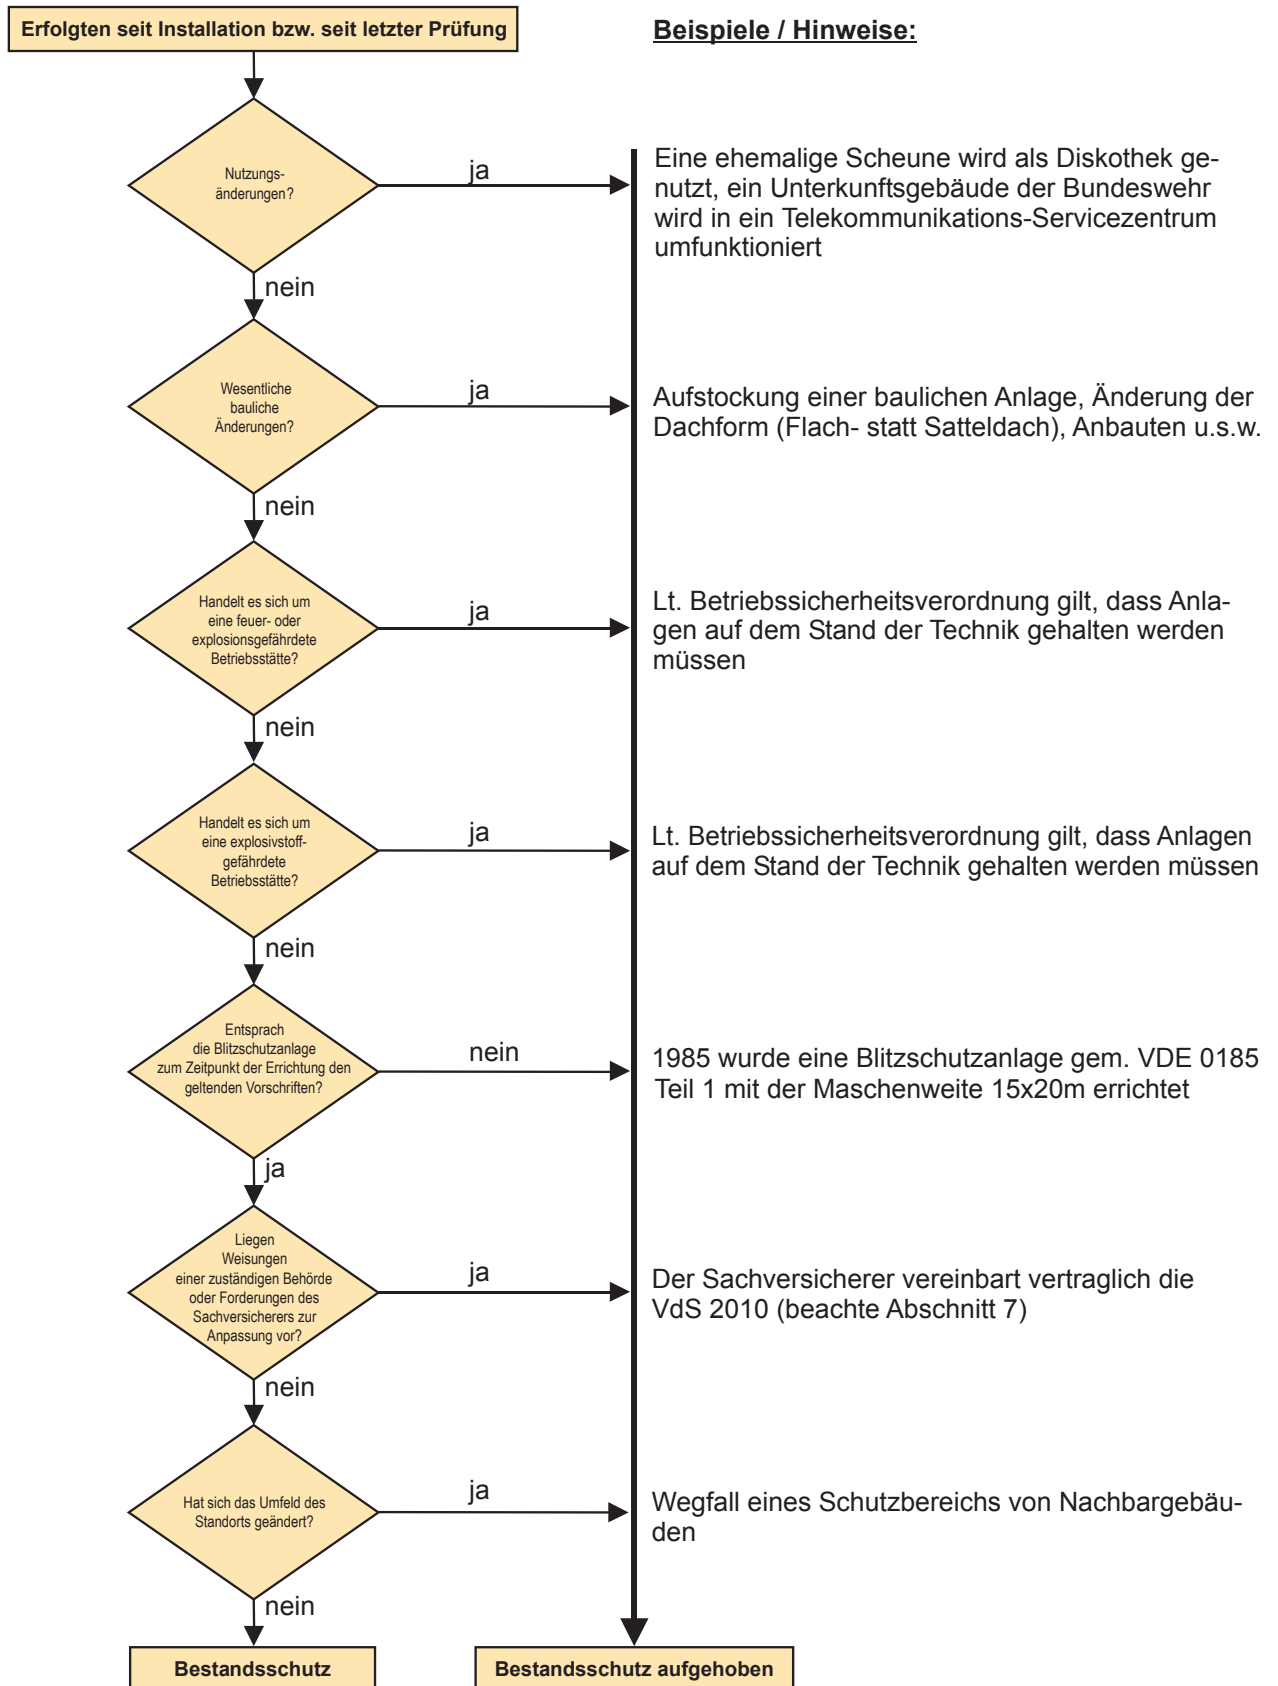 Erfolgten seit Installation bzw. seit letzter Prüfung
Beispiele / Hinweise:
Nutzungs-
änderungen?
ja
Eine ehemalige Scheune wird als Diskothek ge-
nutzt, ein Unterkunftsgebäude der Bundeswehr
wird in ein Telekommunikations-Servicezentrum
umfunktioniert
nein
Wesentliche
bauliche
Änderungen?
ja
Aufstockung einer baulichen Anlage, Änderung der
Dachform (Flach- statt Satteldach), Anbauten u.s.w.
nein
Handelt es sich um
eine feuer- oder
explosionsgefährdete
Betriebsstätte?
ja
Lt. Betriebssicherheitsverordnung gilt, dass Anla-
gen auf dem Stand der Technik gehalten werden
müssen
nein
Handelt es sich um
eine explosivstoff-
gefährdete
Betriebsstätte?
ja
Lt. Betriebssicherheitsverordnung gilt, dass Anlagen
auf dem Stand der Technik gehalten werden müssen
nein
Entsprach
die Blitzschutzanlage
zum Zeitpunkt der Errichtung den
geltenden Vorschriften?
nein
1985 wurde eine Blitzschutzanlage gem. VDE 0185
Teil 1 mit der Maschenweite 15x20m errichtet
ja
Liegen
Weisungen
einer zuständigen Behörde
oder Forderungen des
Sachversicherers zur
Anpassung vor?
ja
Der Sachversicherer vereinbart vertraglich die
VdS 2010 (beachte Abschnitt 7)
nein
Hat sich das Umfeld des
Standorts geändert?
ja
Wegfall eines Schutzbereichs von Nachbargebäu-
den
nein
Bestandsschutz
Bestandsschutz aufgehoben